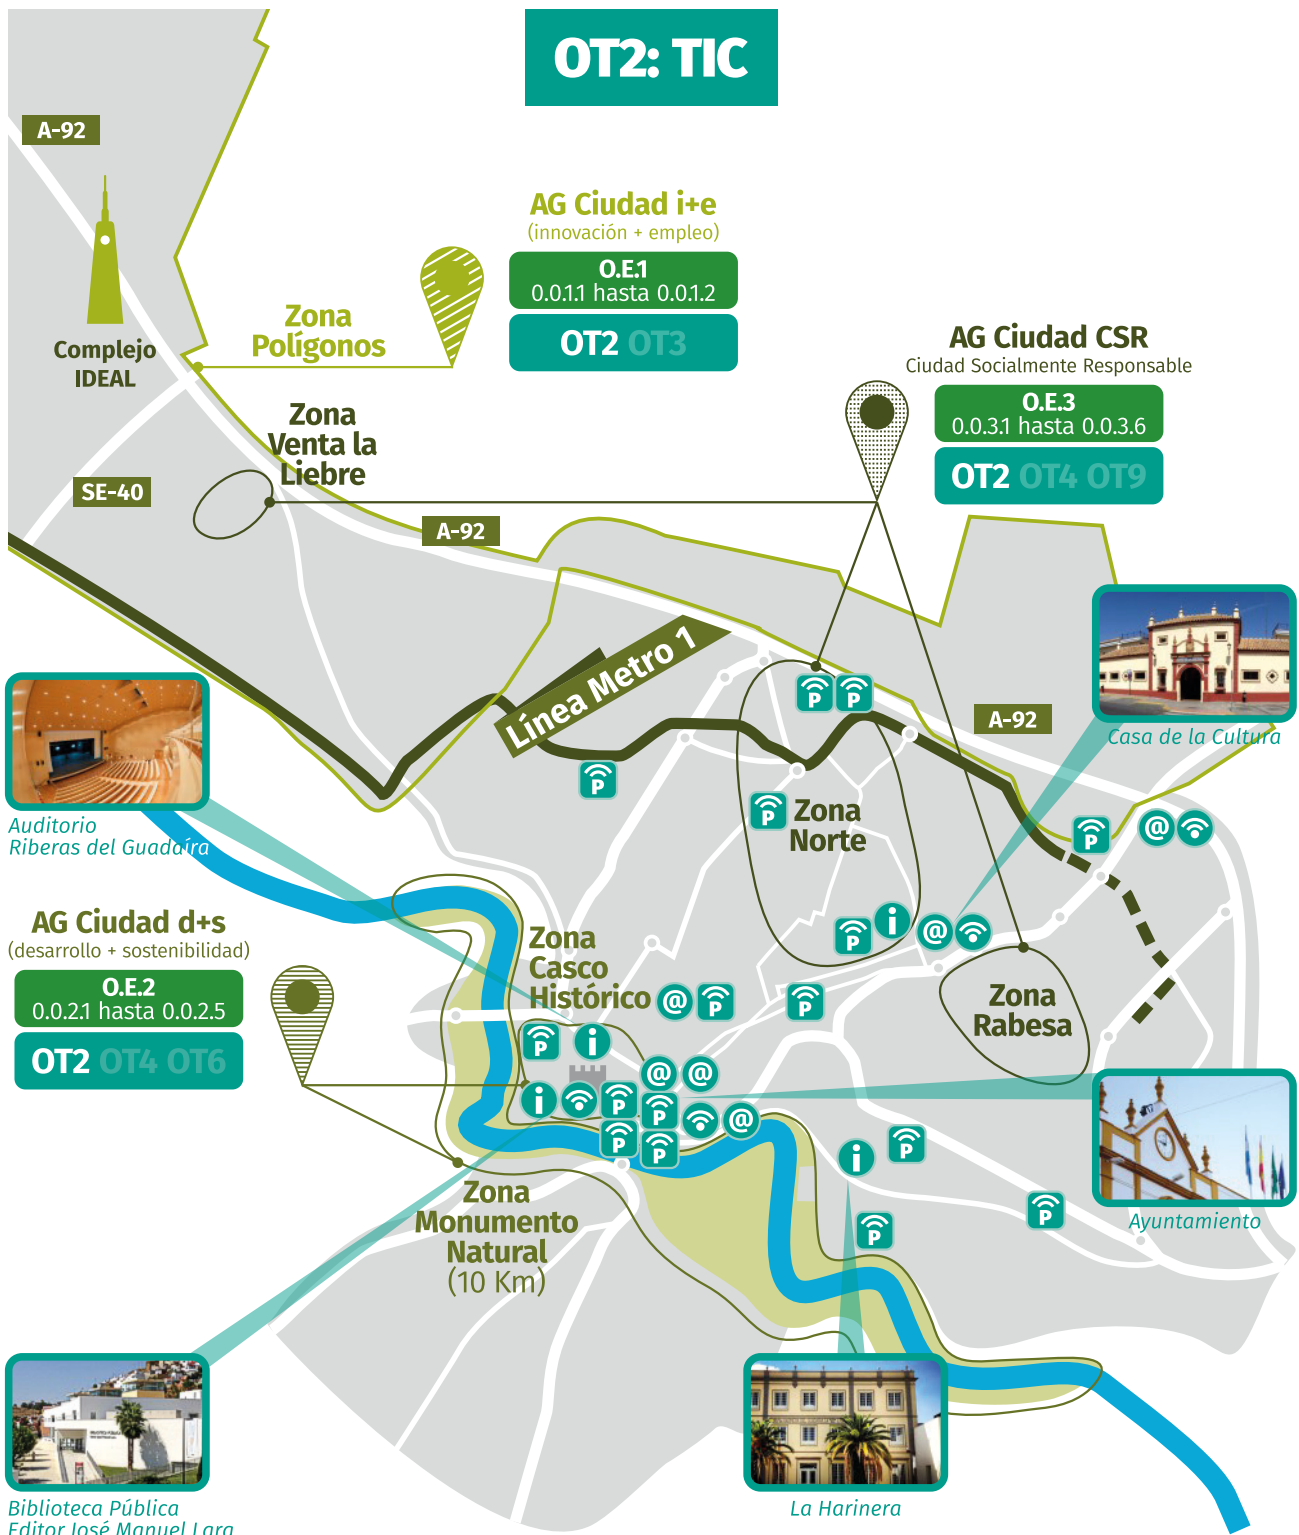 OT2: TIC
A-92
AG Ciudad i+e
(innovación + empleo)
O.E.1
0.0.1.1 hasta 0.0.1.2
OT2 OT3
Zona
Polígonos
Complejo
IDEAL
AG Ciudad CSR
Ciudad Socialmente Responsable
O.E.3
0.0.3.1 hasta 0.0.3.6
OT2 OT4 OT9
Zona
Venta la
Liebre
SE-40
A-92
Línea Metro 1
P
P
A-92
Casa de la Cultura
P
P
Zona
Norte
P
@
Auditorio
Riberas del Guadaíra
AG Ciudad d+s
(desarrollo + sostenibilidad)
O.E.2
0.0.2.1 hasta 0.0.2.5
OT2 OT4 OT6
P
i
@
Zona
Casco
Histórico
@
P
P
Zona
Rabesa
P
i
@
@
i
P
P
@
P
P
i
P
P
P
Ayuntamiento
Zona
Monumento
Natural
(10 Km)
Biblioteca Pública
Editor José Manuel Lara
La Harinera